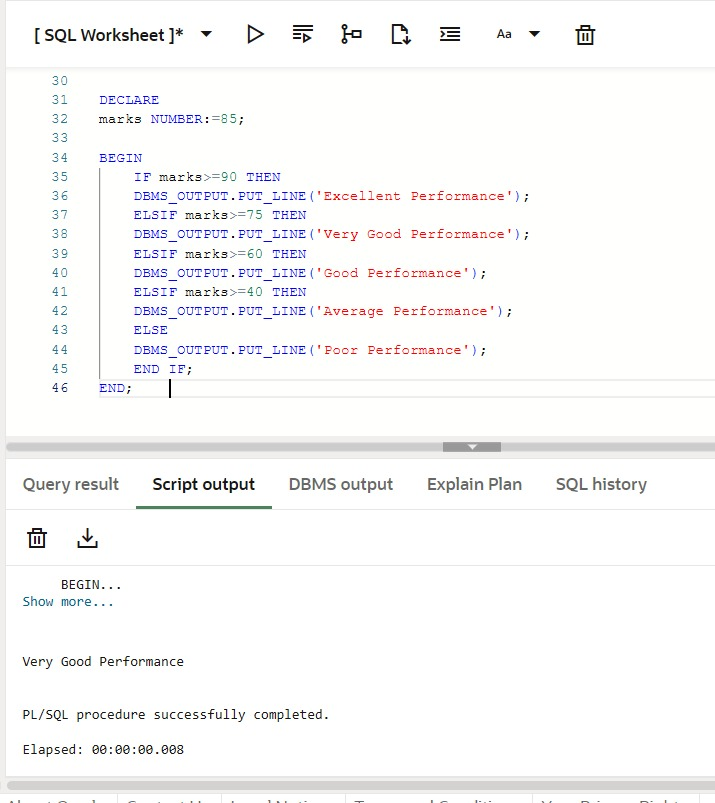 [ SQL Worksheet ]*
Aa
30
31 DECLARE
32 marks NUMBER:=85;
33
34 BEGIN
35 IF marks>=90 THEN
36 DBMS_OUTPUT.PUT_LINE('Excellent Performance');
37 ELSIF marks>=75 THEN
38 DBMS_OUTPUT.PUT_LINE('Very Good Performance');
39 ELSIF marks>=60 THEN
40 DBMS_OUTPUT.PUT_LINE('Good Performance');
41 ELSIF marks>=40 THEN
42 DBMS_OUTPUT.PUT_LINE('Average Performance');
43 ELSE
44 DBMS_OUTPUT.PUT_LINE('Poor Performance');
45 END IF;
46 END;
Query result Script output DBMS output Explain Plan SQL history
BEGIN...
Show more...
Very Good Performance
PL/SQL procedure successfully completed.
Elapsed: 00:00:00.008